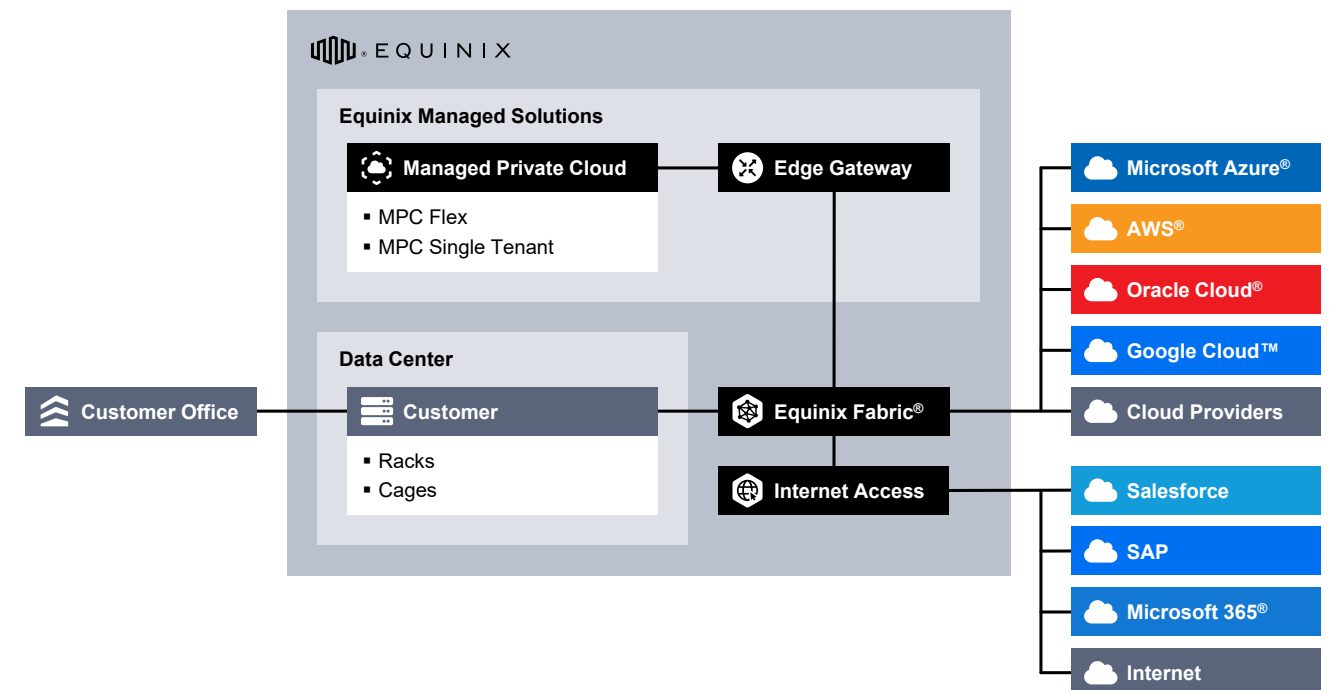 EQUINIX
Equinix Managed Solutions
Managed Private Cloud
▪ MPC Flex
▪ MPC Single Tenant
Edge Gateway
Data Center
Customer Office
Customer
▪ Racks
▪ Cages
Equinix Fabric®
Internet Access
Microsoft Azure®
AWS®
Oracle Cloud®
Google Cloud™
Cloud Providers
Salesforce
SAP
Microsoft 365®
Internet